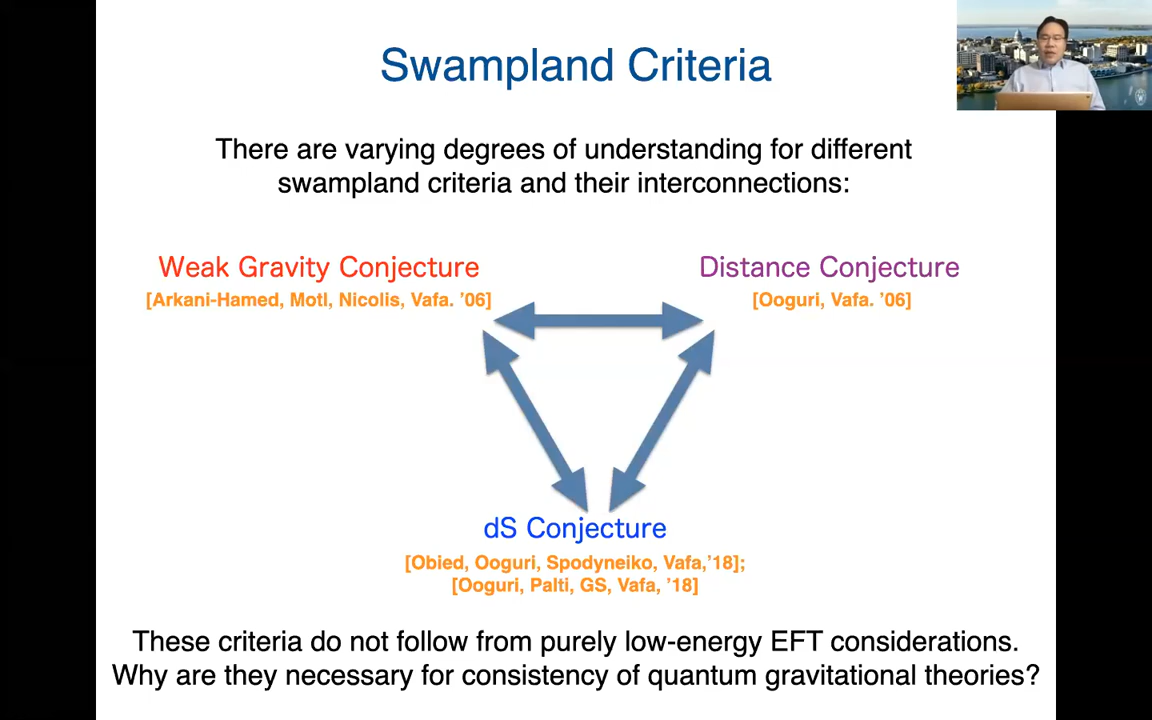 Swampland Criteria
There are varying degrees of understanding for different
swampland criteria and their interconnections:
Weak Gravity Conjecture
[Arkani-Hamed, Motl, Nicolis, Vafa. ’06]
Distance Conjecture
[Ooguri, Vafa. ’06]
dS Conjecture
[Obied, Ooguri, Spodyneiko, Vafa,’18];
[Ooguri, Palti, GS, Vafa, ’18]
These criteria do not follow from purely low-energy EFT considerations.
Why are they necessary for consistency of quantum gravitational theories?